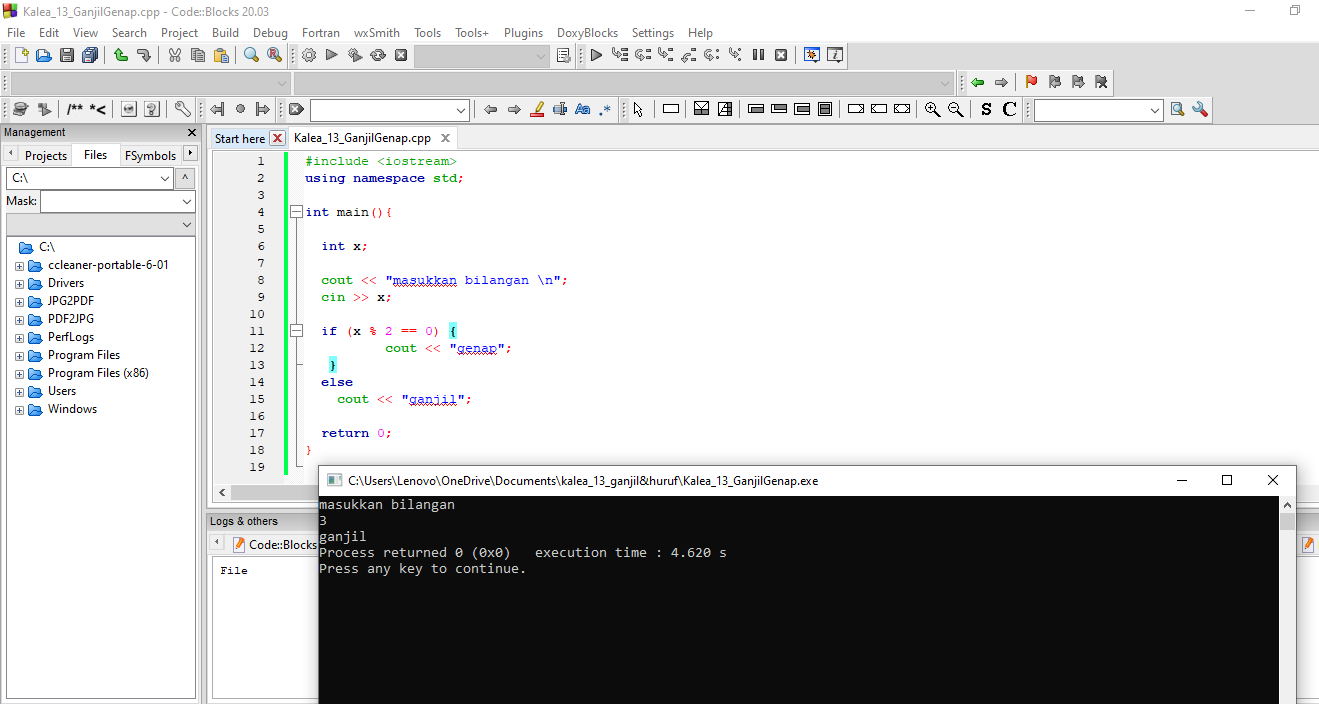 Kalea_13_GanjilGenap.cpp - Code::Blocks 20.03
File Edit View Search Project Build Debug Fortran wxSmith Tools Tools+ Plugins DoxyBlocks Settings Help
/** *<
Aa .*
S C
Management
Projects Files FSymbols
C:\
Mask:
C:\
ccleaner-portable-6-01
Drivers
JPG2PDF
PDF2JPG
PerfLogs
Program Files
Program Files (x86)
Users
Windows
Start here Kalea_13_GanjilGenap.cpp
1 #include <iostream>
2 using namespace std;
3
4 int main(){
5
6 int x;
7
8 cout << "masukkan bilangan \n";
9 cin >> x;
10
11 if (x % 2 == 0) {
12 cout << "genap";
13 }
14 else
15 cout << "ganjil";
16
17 return 0;
18 }
19
Logs & others
Code::Blocks
File
C:\Users\Lenovo\OneDrive\Documents\kalea_13_ganjil&huruf\Kalea_13_GanjilGenap.exe
masukkan bilangan
3
ganjil
Process returned 0 (0x0) execution time : 4.620 s
Press any key to continue.